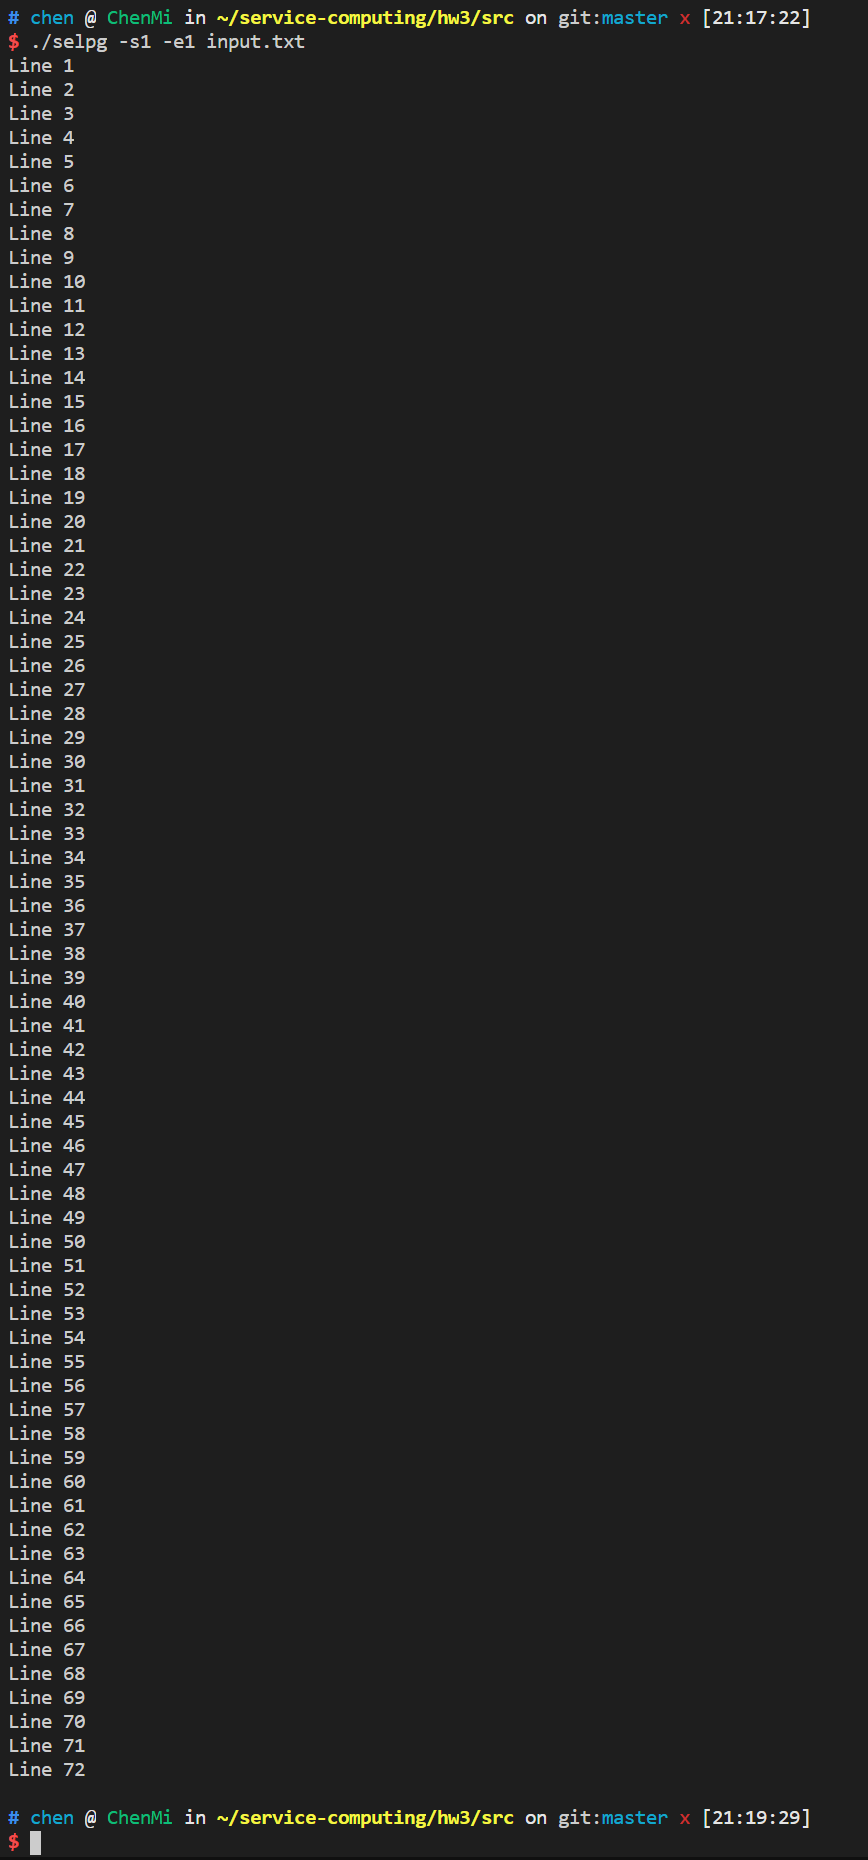 # chen @ ChenMi in ~/service-computing/hw3/src on git:master x [21:17:22]
$ ./selpg -s1 -e1 input.txt
Line 1
Line 2
Line 3
Line 4
Line 5
Line 6
Line 7
Line 8
Line 9
Line 10
Line 11
Line 12
Line 13
Line 14
Line 15
Line 16
Line 17
Line 18
Line 19
Line 20
Line 21
Line 22
Line 23
Line 24
Line 25
Line 26
Line 27
Line 28
Line 29
Line 30
Line 31
Line 32
Line 33
Line 34
Line 35
Line 36
Line 37
Line 38
Line 39
Line 40
Line 41
Line 42
Line 43
Line 44
Line 45
Line 46
Line 47
Line 48
Line 49
Line 50
Line 51
Line 52
Line 53
Line 54
Line 55
Line 56
Line 57
Line 58
Line 59
Line 60
Line 61
Line 62
Line 63
Line 64
Line 65
Line 66
Line 67
Line 68
Line 69
Line 70
Line 71
Line 72
# chen @ ChenMi in ~/service-computing/hw3/src on git:master x [21:19:29]
$